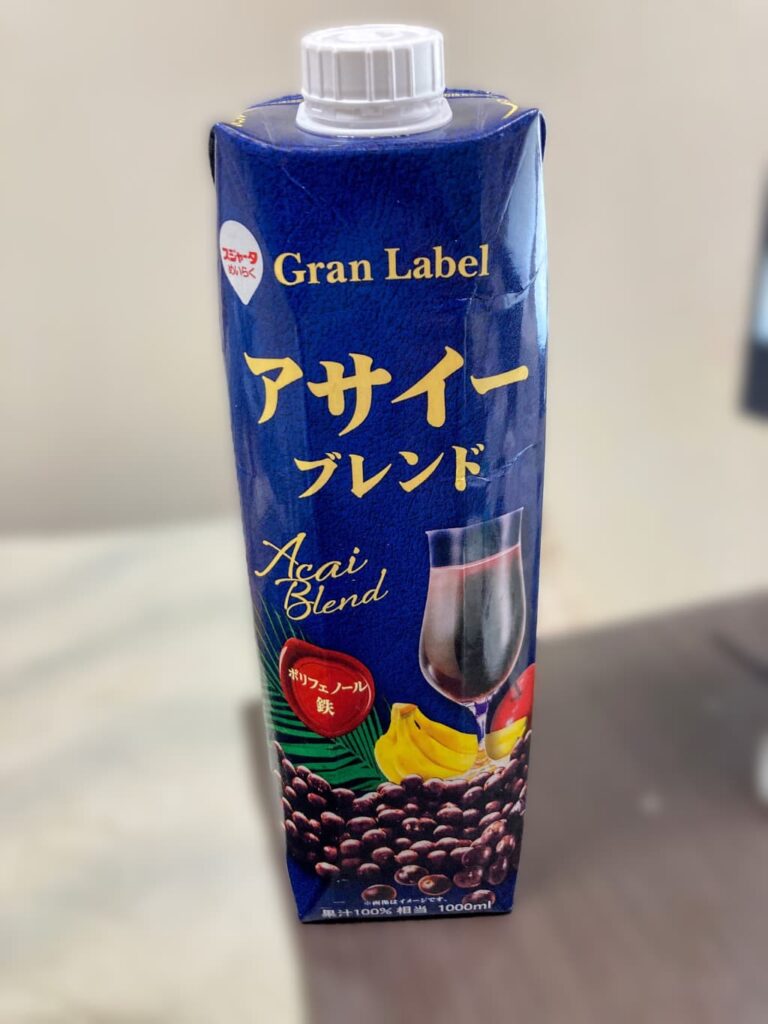 スジャータ
めいらく
Gran Label
アサイー
ブレンド
Acai
Blend
ポリフェノール
鉄
※画像はイメージです。
果汁100% 相当 1000ml